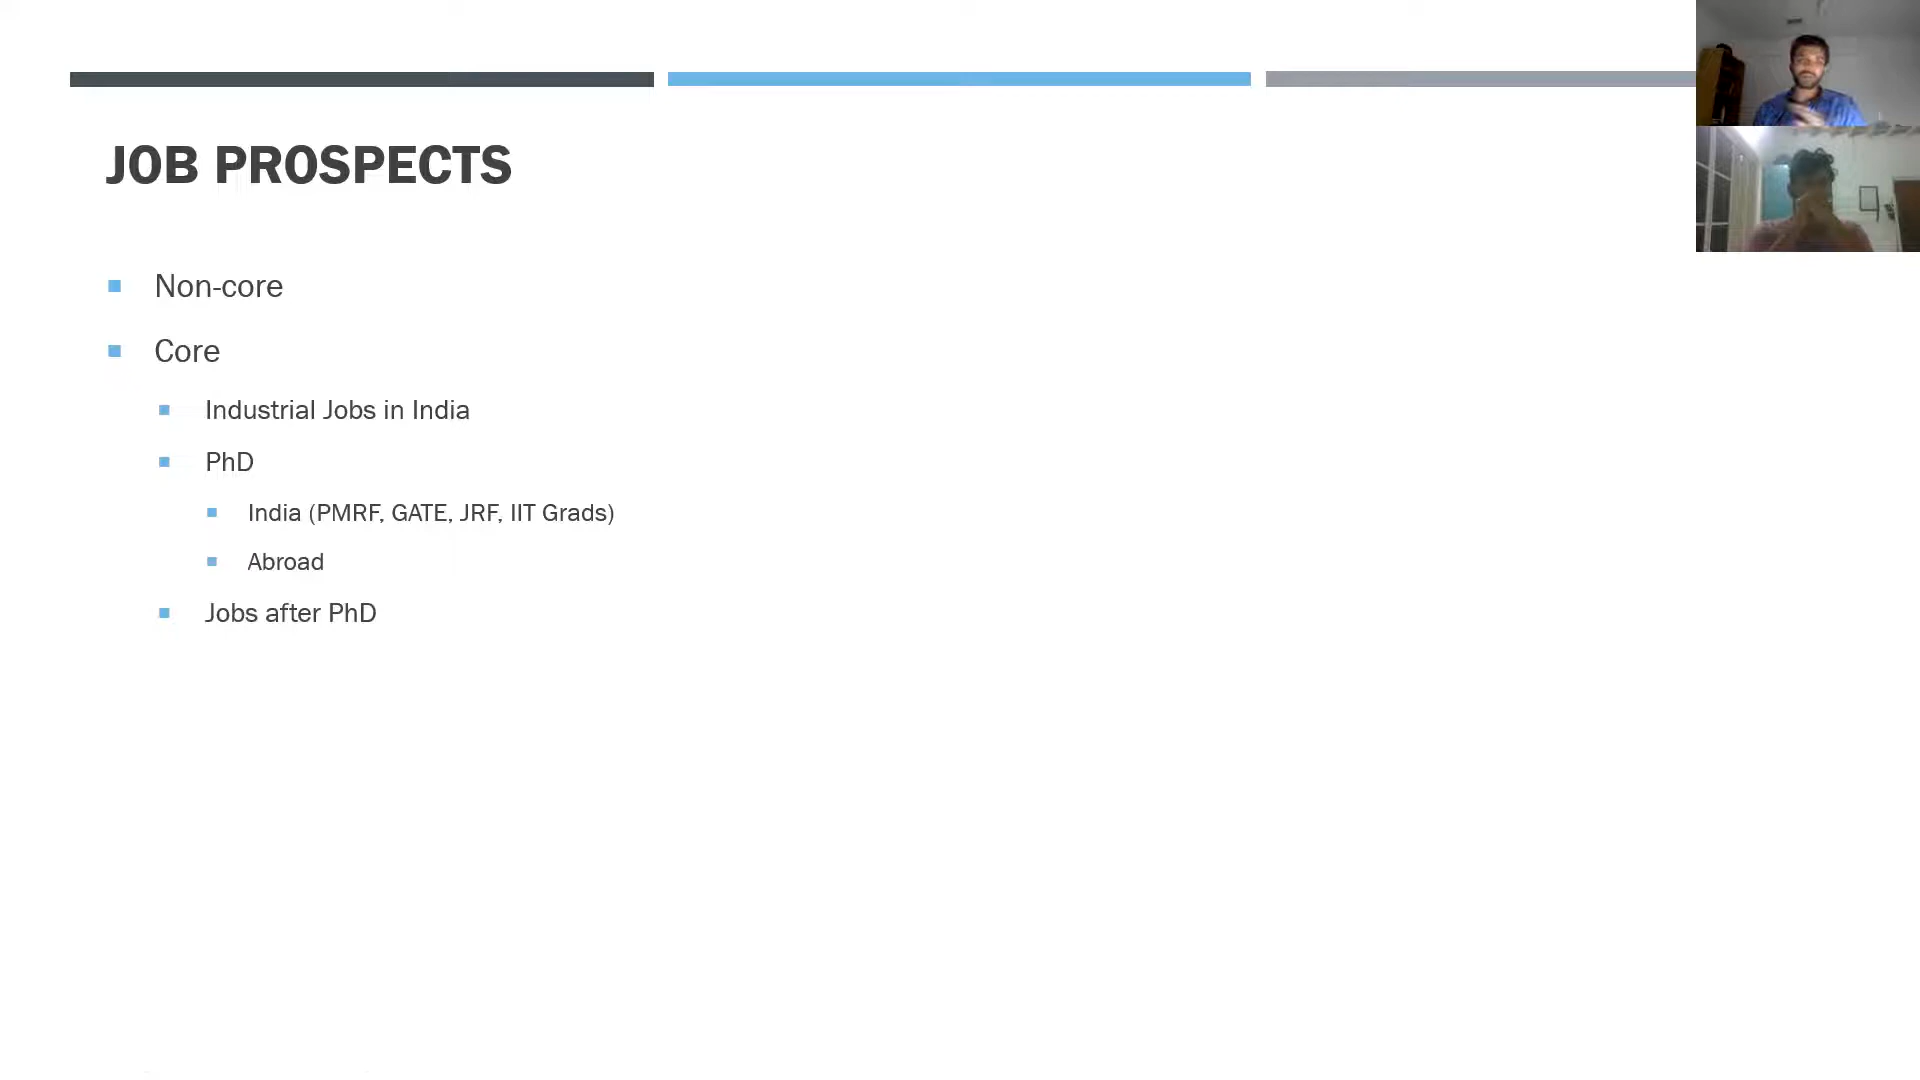 JOB PROSPECTS
Non-core
Core
Industrial Jobs in India
PhD
India (PMRF, GATE, JRF, IIT Grads)
Abroad
Jobs after PhD